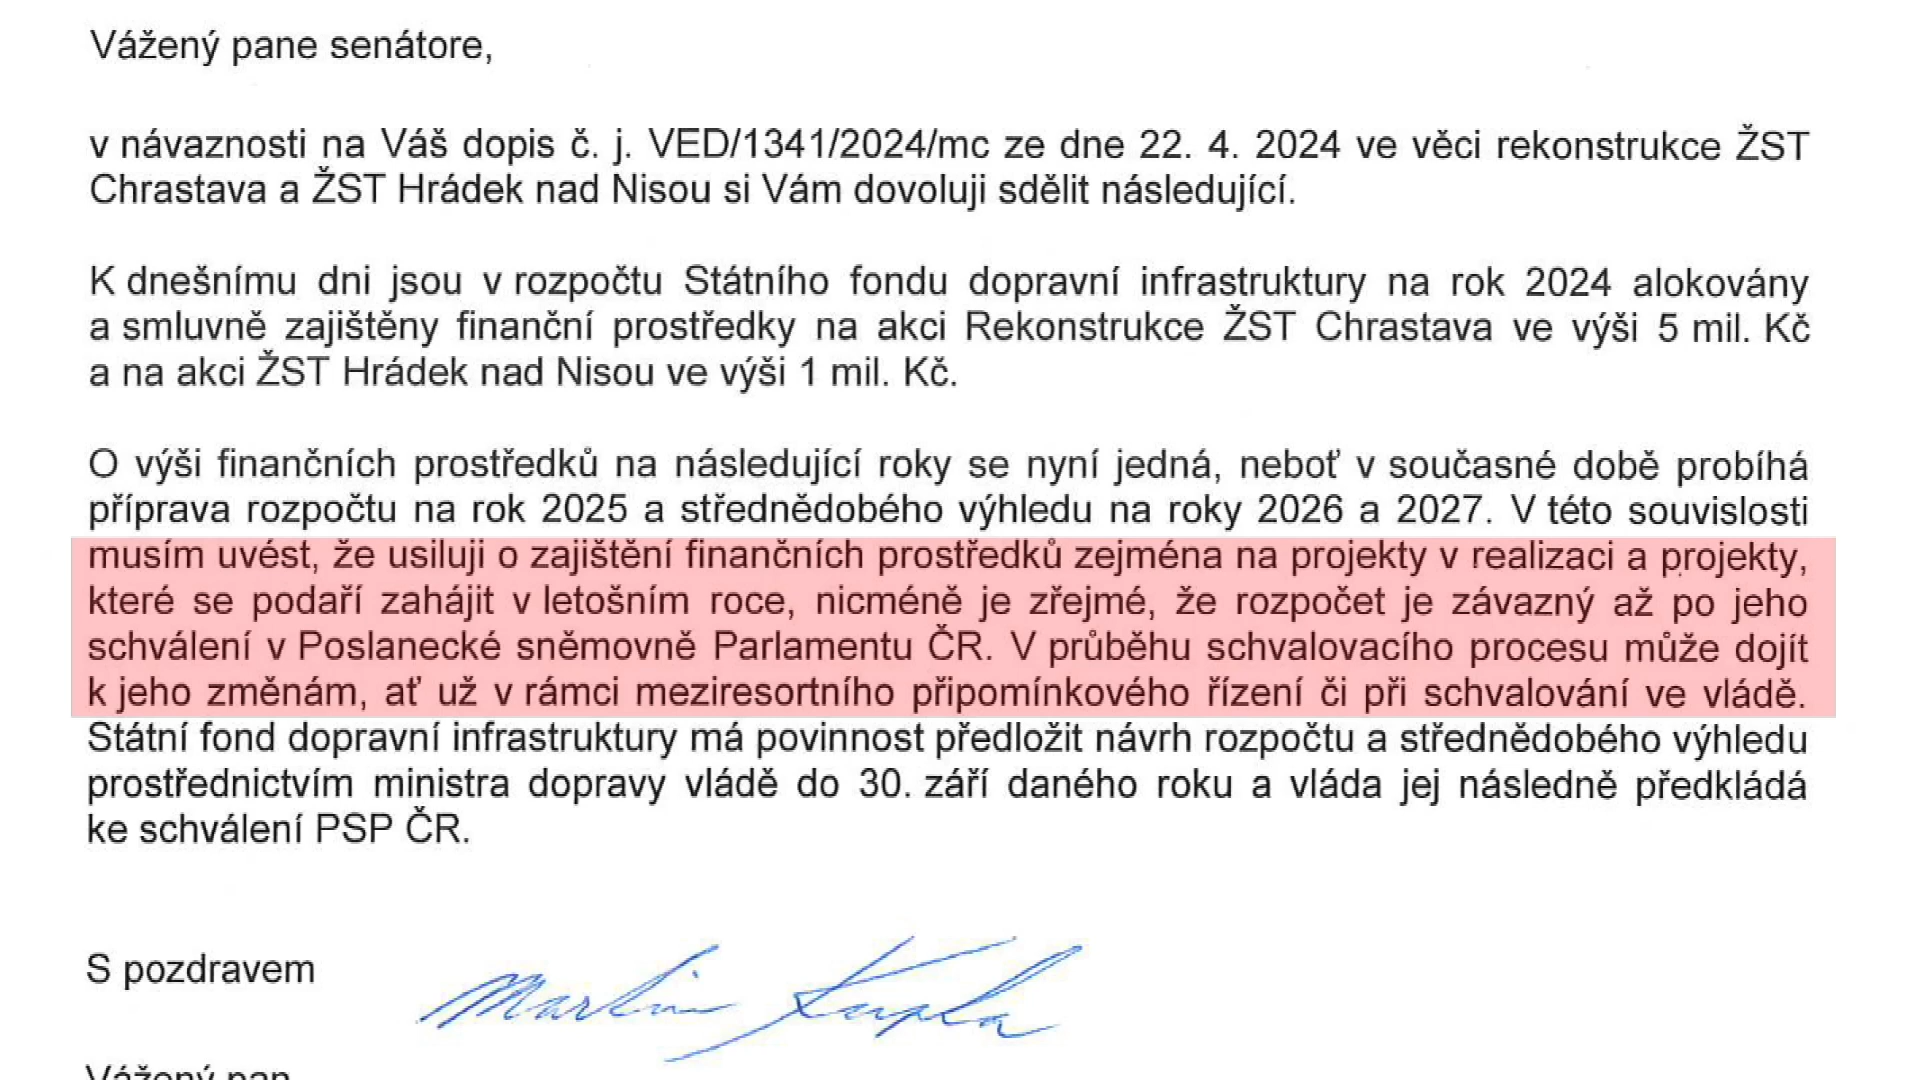 Vážený pane senátore,
v návaznosti na Váš dopis č. j. VED/1341/2024/mc ze dne 22. 4. 2024 ve věci rekonstrukce ŽST
Chrastava a ŽST Hrádek nad Nisou si Vám dovoluji sdělit následující.
K dnešnímu dni jsou v rozpočtu Státního fondu dopravní infrastruktury na rok 2024 alokovány
a smluvně zajištěny finanční prostředky na akci Rekonstrukce ŽST Chrastava ve výši 5 mil. Kč
a na akci ŽST Hrádek nad Nisou ve výši 1 mil. Kč.
O výši finančních prostředků na následující roky se nyní jedná, neboť v současné době probíhá
příprava rozpočtu na rok 2025 a střednědobého výhledu na roky 2026 a 2027. V této souvislosti
musím uvést, že usiluji o zajištění finančních prostředků zejména na projekty v realizaci a projekty,
které se podaří zahájit v letošním roce, nicméně je zřejmé, že rozpočet je závazný až po jeho
schválení v Poslanecké sněmovně Parlamentu ČR. V průběhu schvalovacího procesu může dojít
k jeho změnám, ať už v rámci meziresortního připomínkového řízení či při schvalování ve vládě.
Státní fond dopravní infrastruktury má povinnost předložit návrh rozpočtu a střednědobého výhledu
prostřednictvím ministra dopravy vládě do 30. září daného roku a vláda jej následně předkládá
ke schválení PSP ČR.
S pozdravem
Martin Kupka
Vážený pan